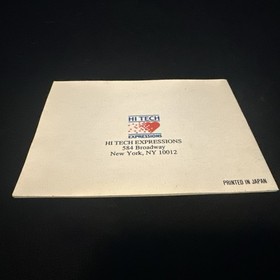 HI TECH
EXPRESSIONS
HI TECH EXPRESSIONS
584 Broadway
New York, NY 10012
PRINTED IN JAPAN